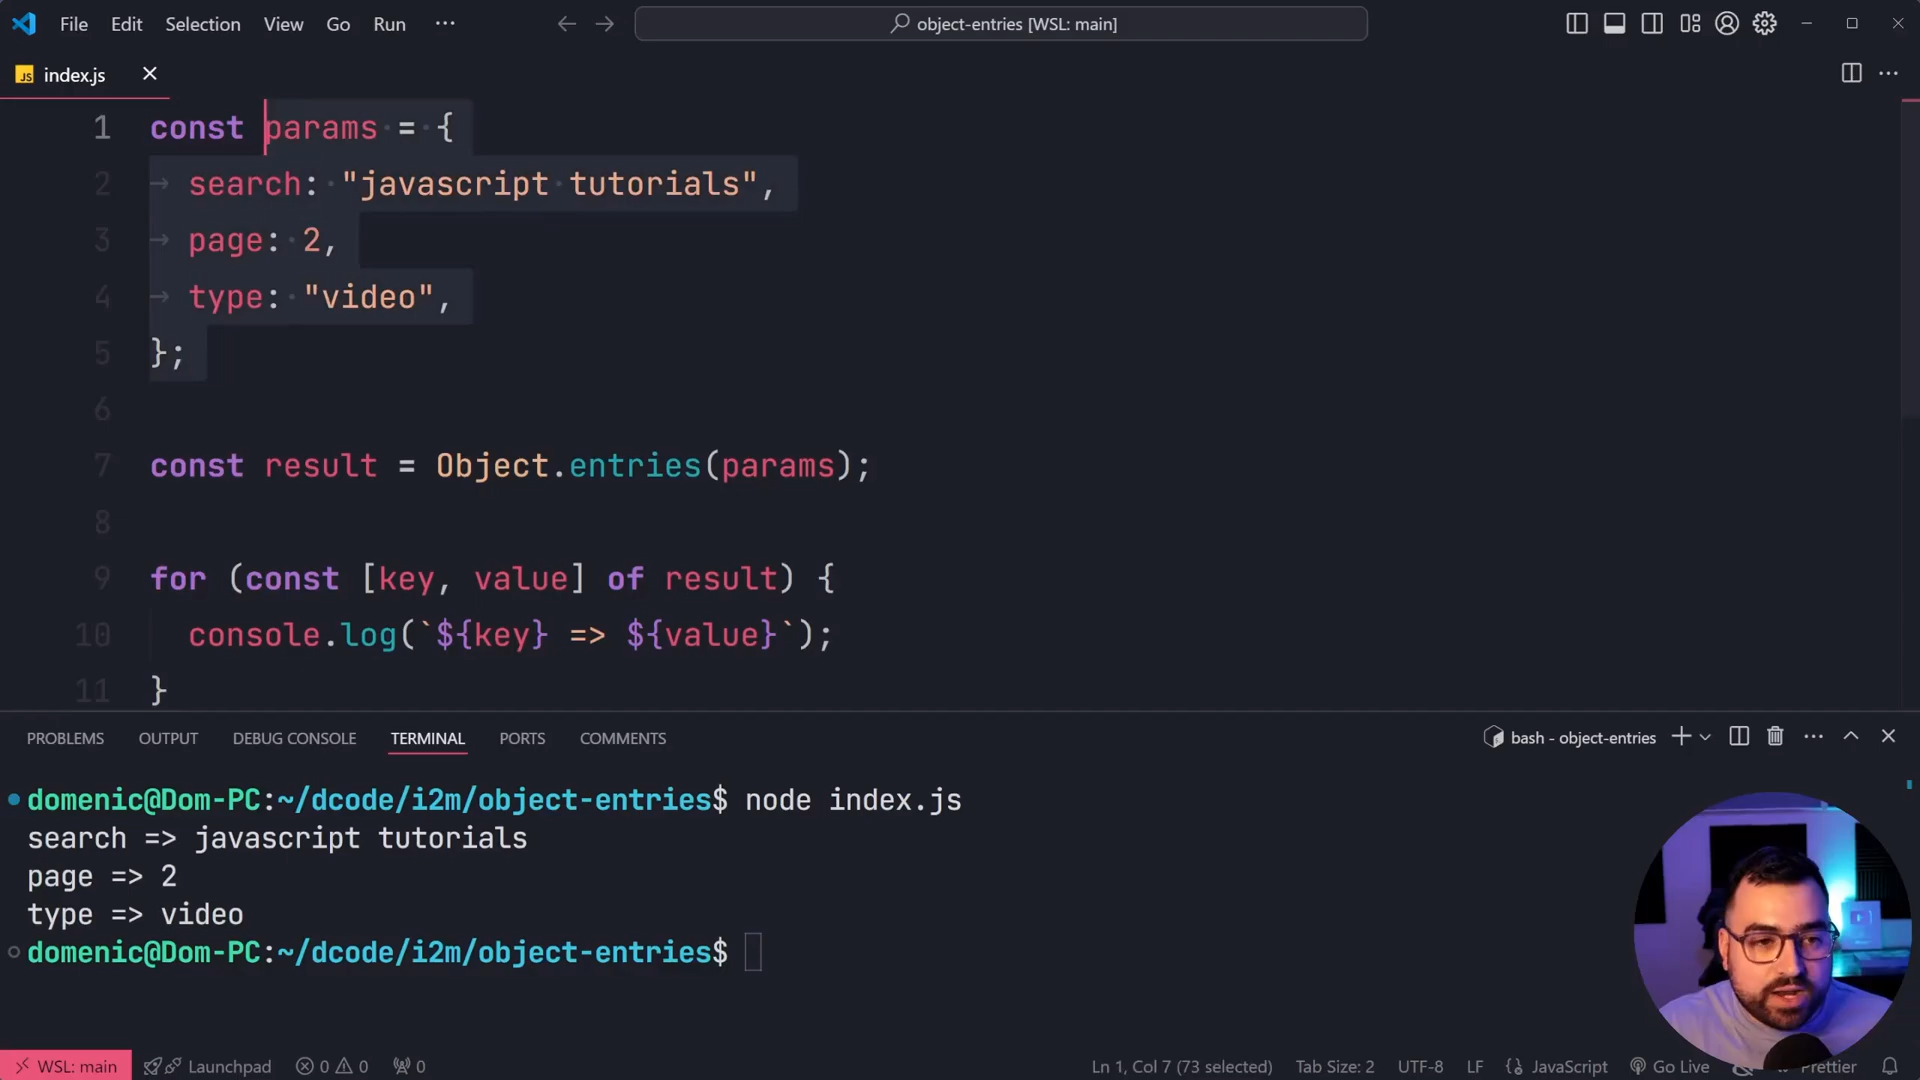 File Edit Selection View Go Run ··· object-entries [WSL: main]
JS index.js
1 const params = {
2 search: "javascript tutorials",
3 page: 2,
4 type: "video",
5 };
6
7 const result = Object.entries(params);
8
9 for (const [key, value] of result) {
10 console.log(`${key} => ${value}`);
11 }
PROBLEMS OUTPUT DEBUG CONSOLE TERMINAL PORTS COMMENTS bash - object-entries
domenic@Dom-PC:~/dcode/i2m/object-entries$ node index.js
search => javascript tutorials
page => 2
type => video
domenic@Dom-PC:~/dcode/i2m/object-entries$
WSL: main Launchpad 0 0 0 Ln 1, Col 7 (73 selected) Tab Size: 2 UTF-8 LF {} JavaScript Go Live Prettier